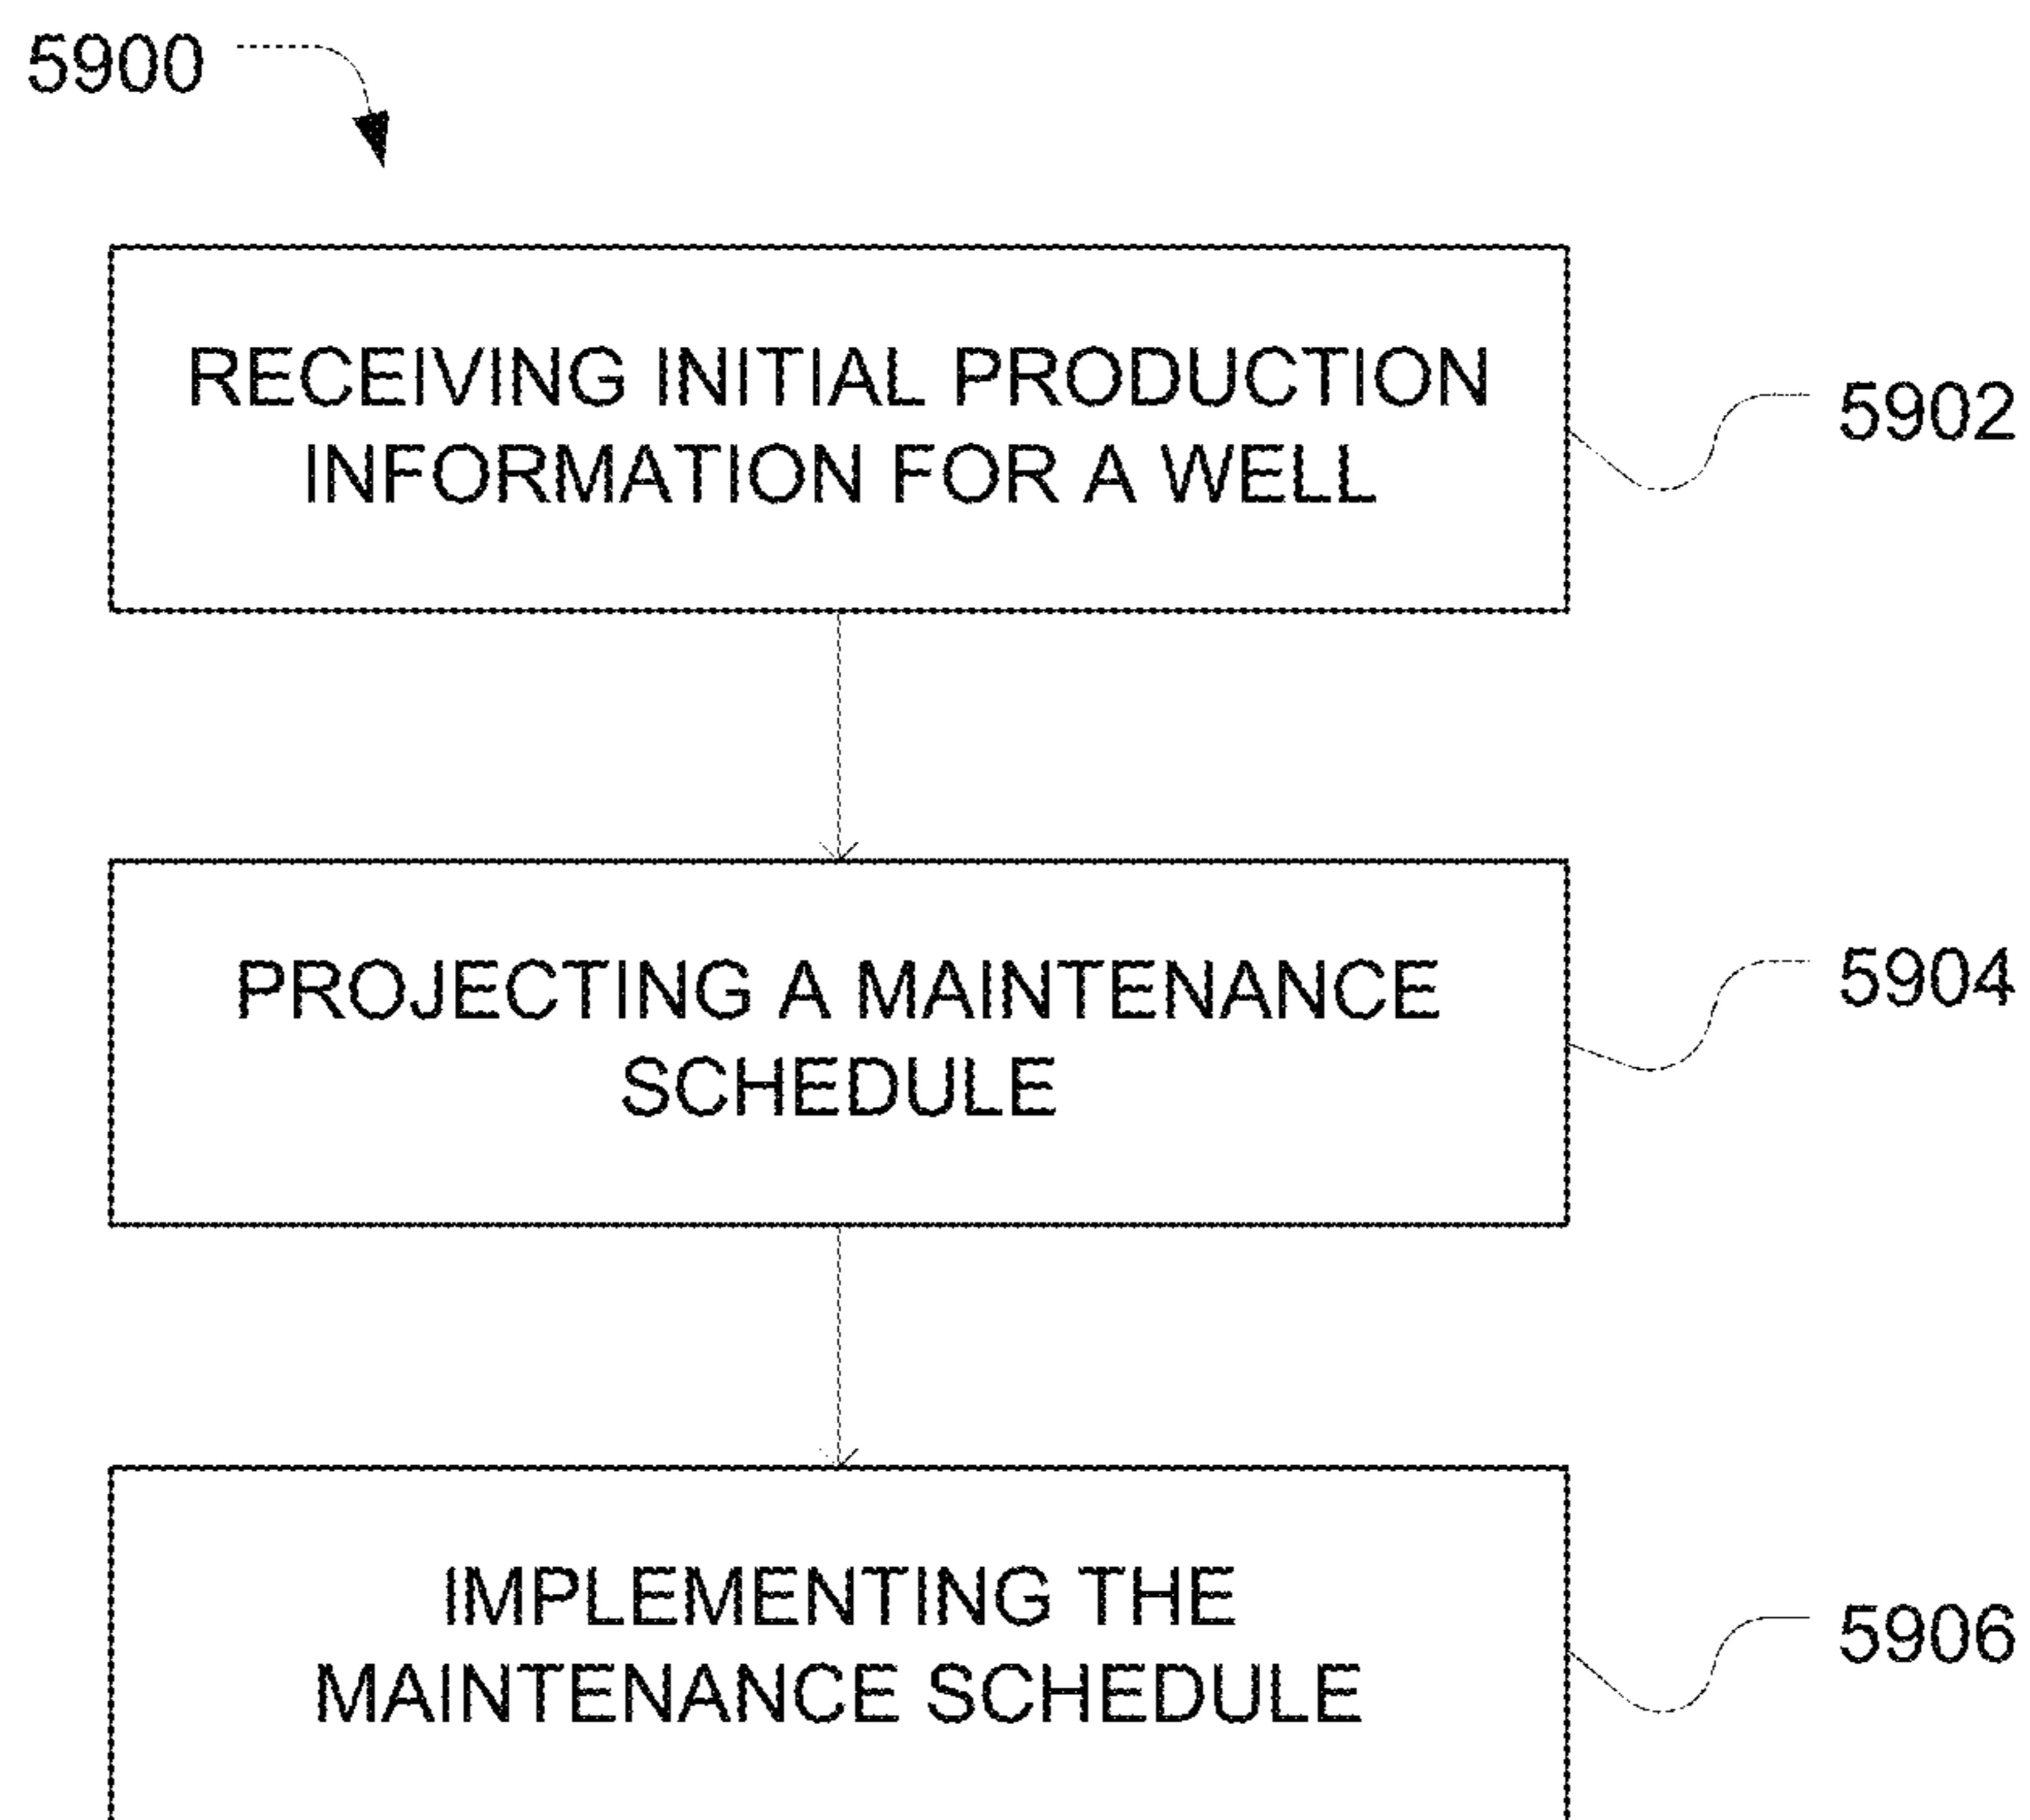 5900
RECEIVING INITIAL PRODUCTION
INFORMATION FOR A WELL
5902
PROJECTING A MAINTENANCE
SCHEDULE
5904
IMPLEMENTING THE
MAINTENANCE SCHEDULE
5906